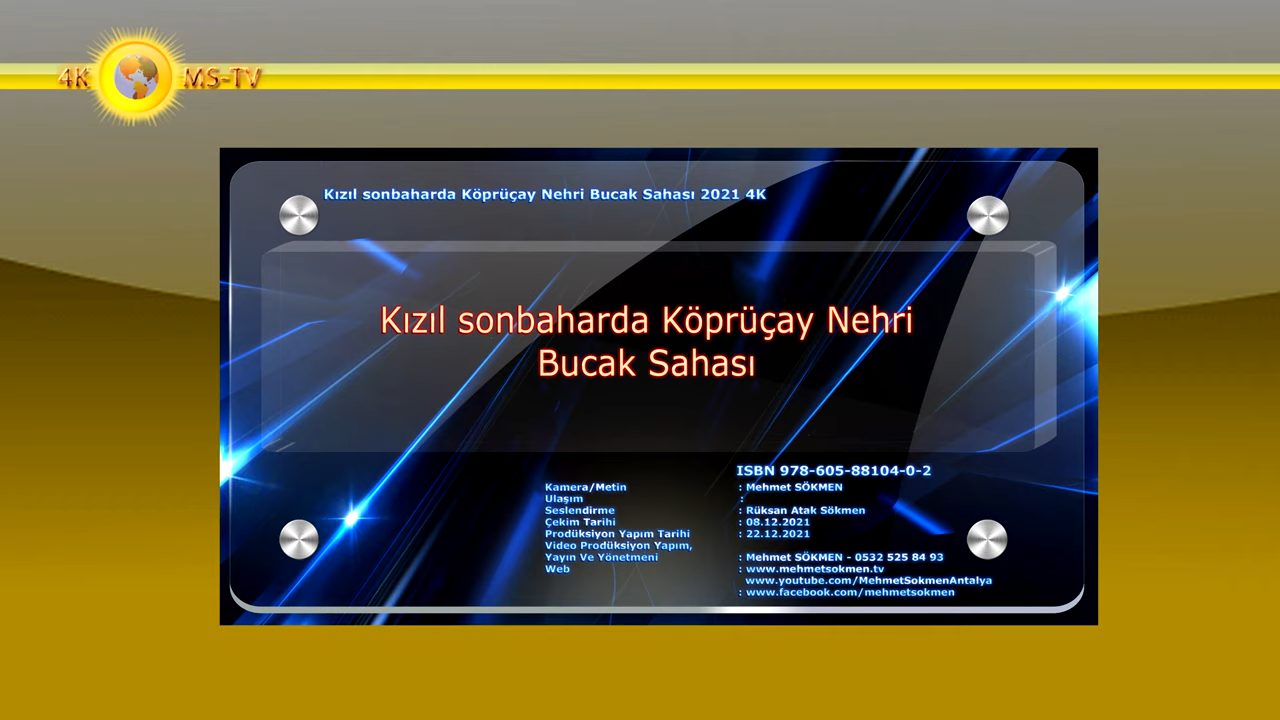 4K MS-TV
Kızıl sonbaharda Köprüçay Nehri Bucak Sahası 2021 4K
Kızıl sonbaharda Köprüçay Nehri
Bucak Sahası
ISBN 978-605-88104-0-2
Kamera/Metin : Mehmet SÖKMEN
Ulaşım :
Seslendirme : Rüksan Atak Sökmen
Çekim Tarihi : 08.12.2021
Prodüksiyon Yapım Tarihi : 22.12.2021
Video Prodüksiyon Yapım,
Yayın Ve Yönetmeni : Mehmet SÖKMEN - 0532 525 84 93
Web : www.mehmetsokmen.tv
www.youtube.com/MehmetSokmenAntalya
: www.facebook.com/mehmetsokmen